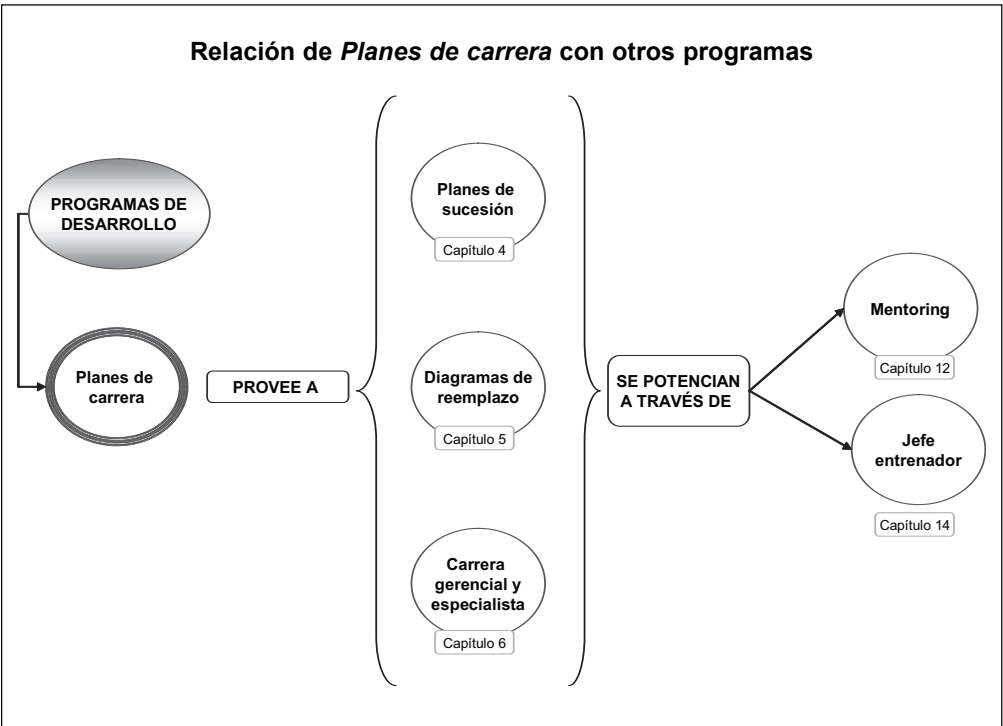 Relación de Planes de carrera con otros programas
PROGRAMAS DE
DESARROLLO
Planes de
carrera
PROVEE A
Planes de
sucesión
Capítulo 4
Diagramas de
reemplazo
Capítulo 5
Carrera
gerencial y
especialista
Capítulo 6
SE POTENCIAN
A TRAVÉS DE
Mentoring
Capítulo 12
Jefe
entrenador
Capítulo 14